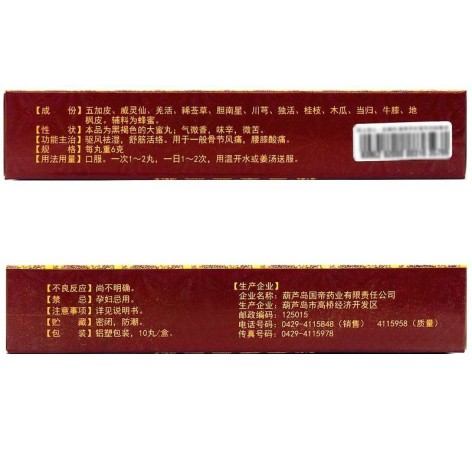 【成　份】五加皮、威灵仙、羌活、豨莶草、胆南星、川芎、独活、桂枝、木瓜、当归、牛膝、地
枫皮。辅料为蜂蜜。
【性　状】本品为黑褐色的大蜜丸；气微香，味辛、微苦。
【功能主治】驱风祛湿，舒筋活络。用于一般骨节风痛，腰膝酸痛。
【规　格】每丸重6克
【用法用量】口服。一次1~2丸，一日1~2次，用温开水或姜汤送服。
【不良反应】尚不明确。
【禁　忌】孕妇忌用。
【注意事项】详见说明书。
【贮　藏】密闭，防潮。
【包　装】铝塑包装，10丸/盒。
【生产企业】
企业名称：葫芦岛国帝药业有限责任公司
生产地址：葫芦岛市高桥经济开发区
邮政编码：125015
电话号码：0429-4115848（销售） 4115958（质量）
传真号码：0429-4115978